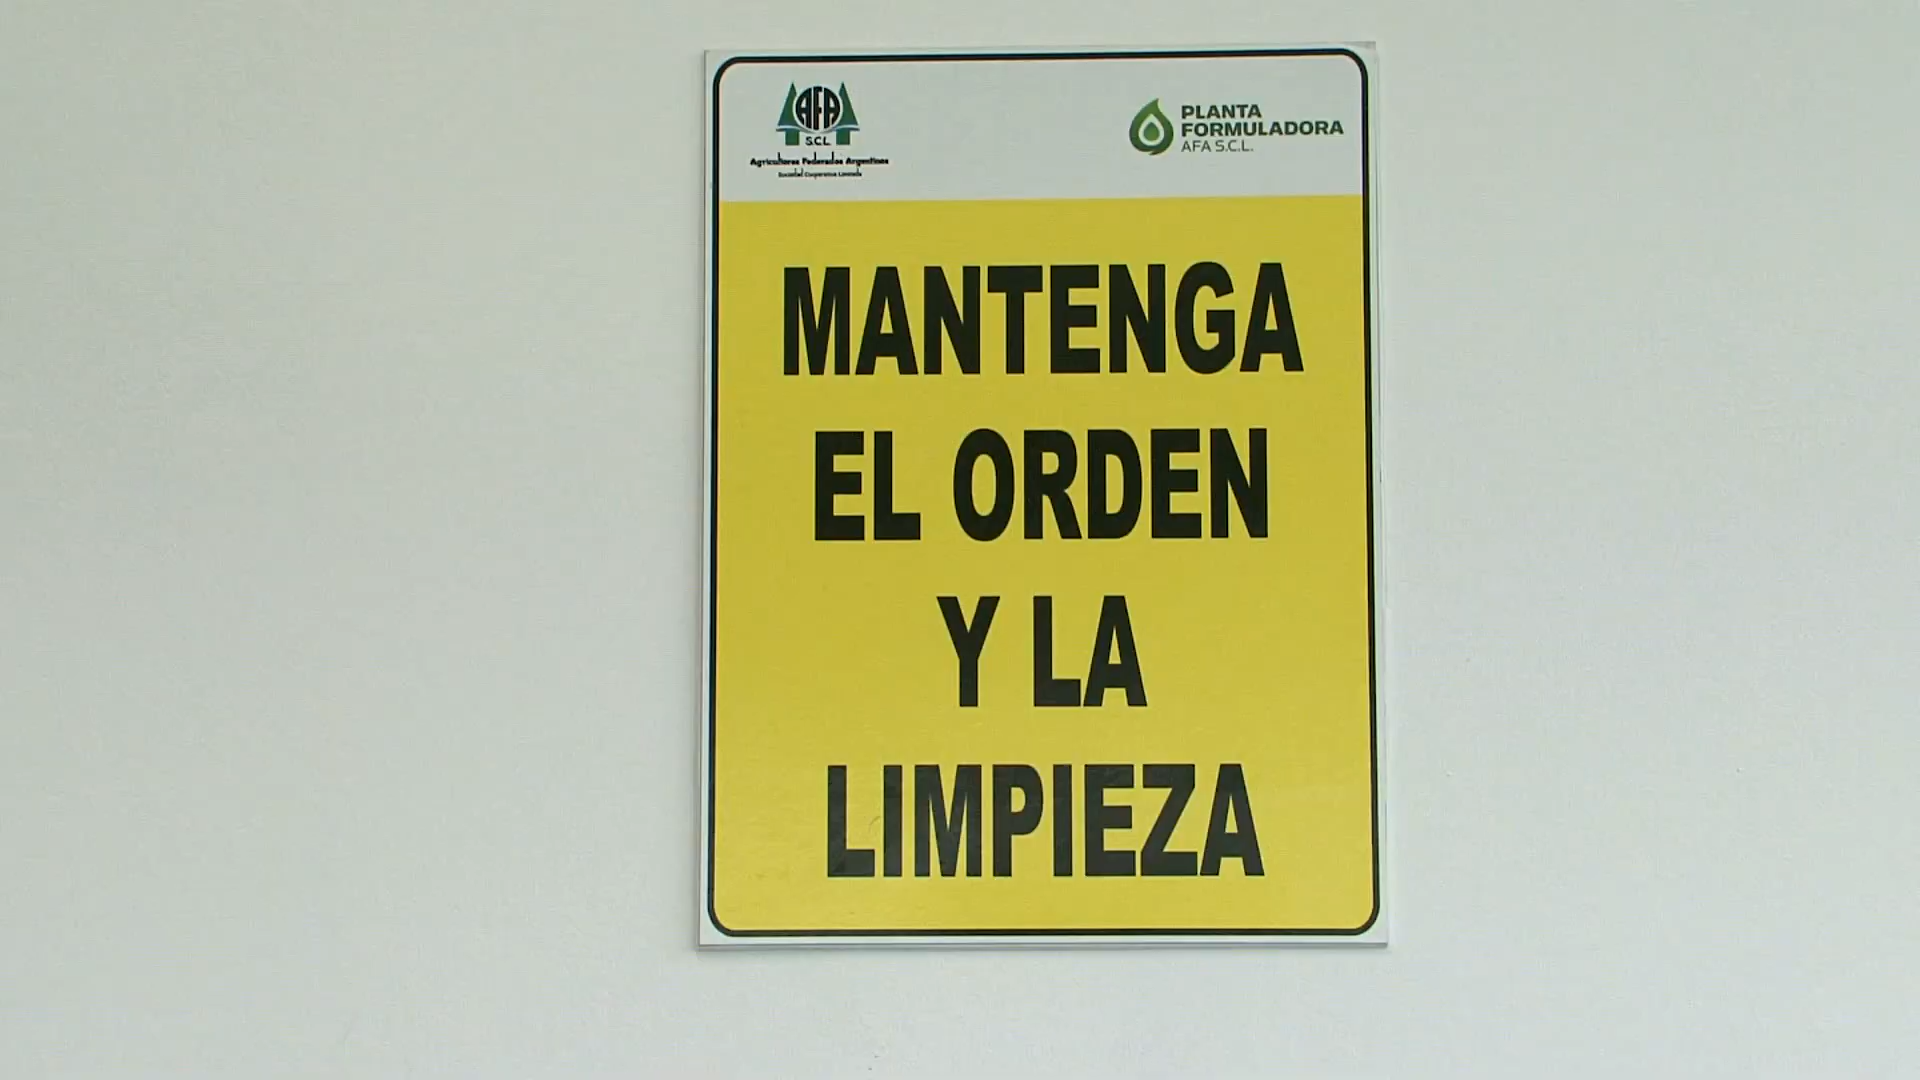 AFA
S.C.L.
Agricultores Federados Argentinos
Sociedad Cooperativa Limitada
PLANTA
FORMULADORA
AFA S.C.L.
MANTENGA
EL ORDEN
Y LA
LIMPIEZA